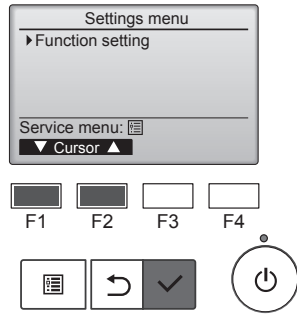 Settings menu
Function setting
Service menu:
Cursor
F1 F2 F3 F4